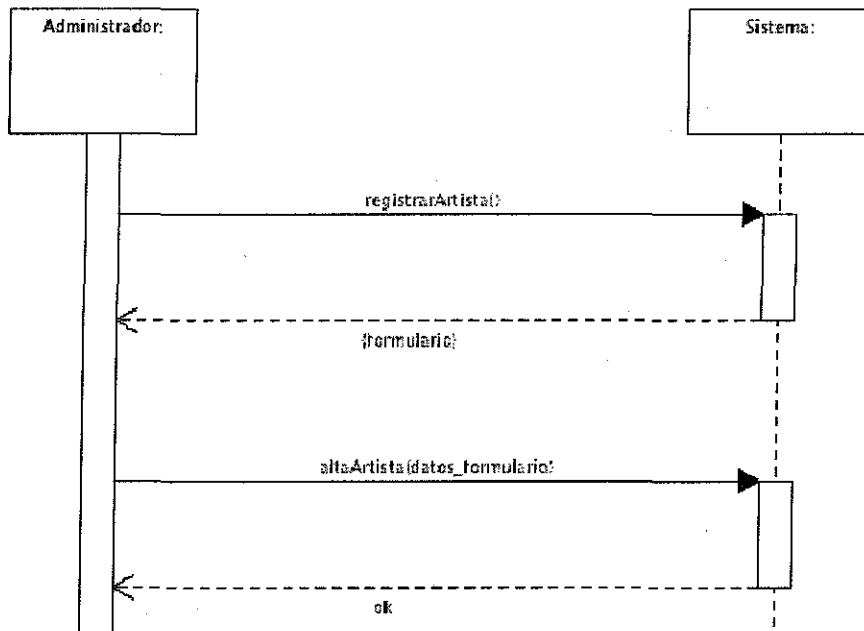 Administrador:
Sistema:
registrarArtista()
(formulario)
altaArtista(datos_formulario)
ok